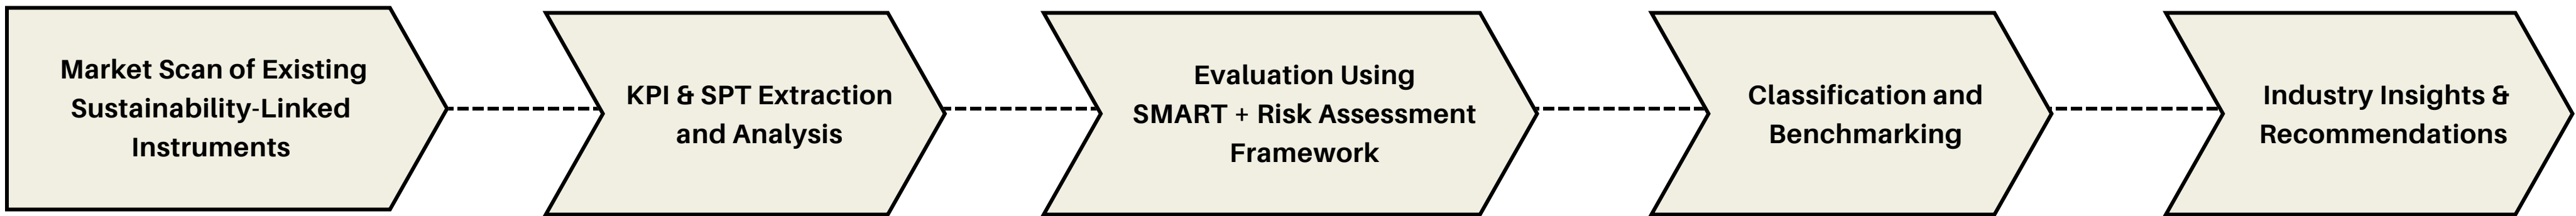 Market Scan of Existing
Sustainability-Linked
Instruments
KPI & SPT Extraction
and Analysis
Evaluation Using
SMART + Risk Assessment
Framework
Classification and
Benchmarking
Industry Insights &
Recommendations